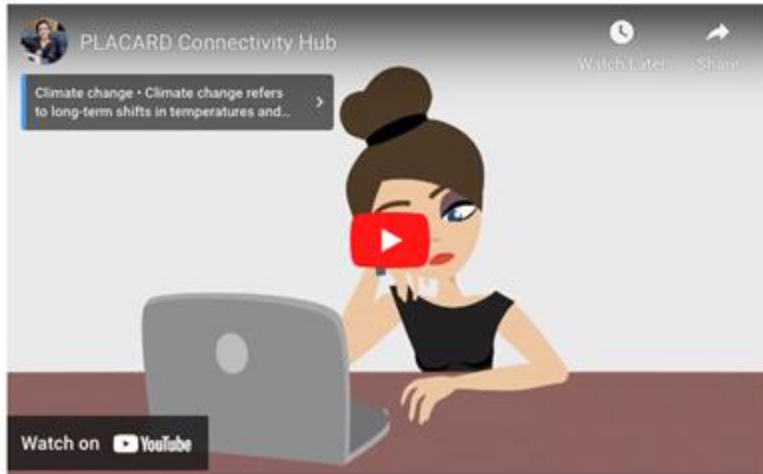 PLACARD Connectivity Hub
Watch Later
Share
Climate change • Climate change refers
to long-term shifts in temperatures and...
Watch on YouTube